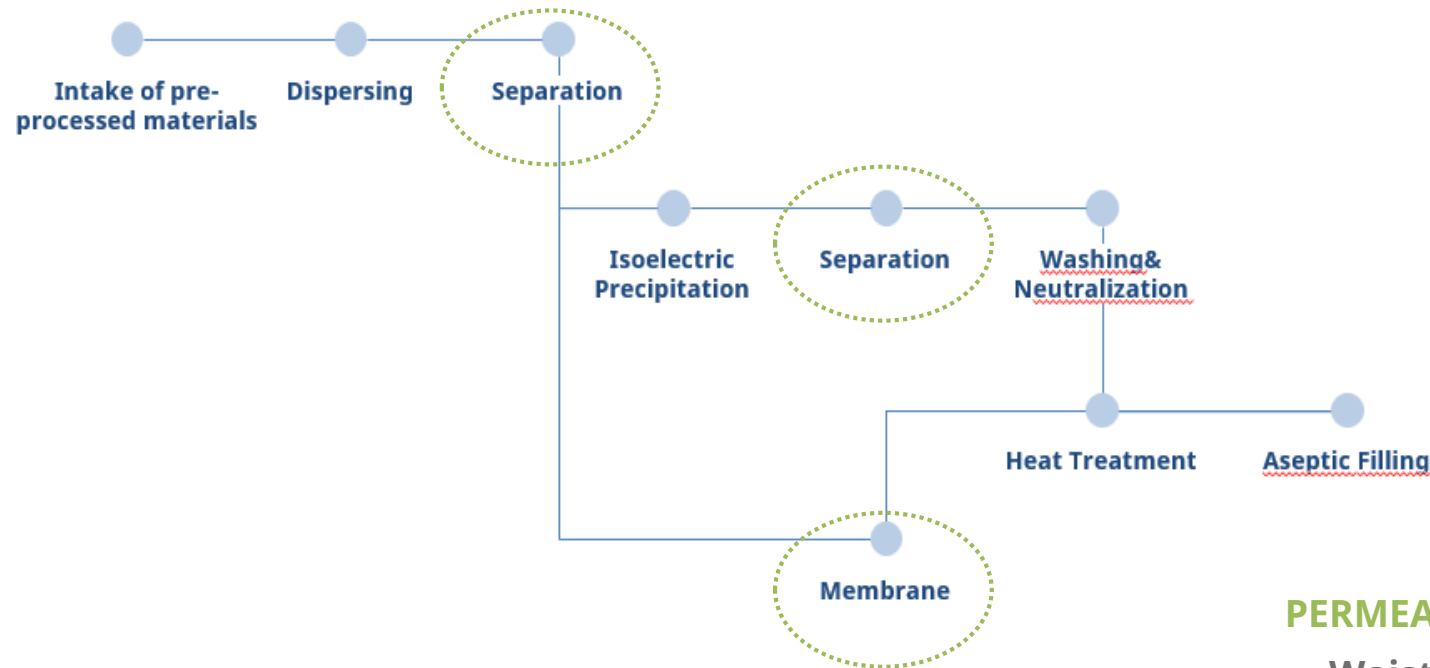 Intake of pre-
processed materials
Dispersing
Separation
Isoelectric
Precipitation
Separation
Washing&
Neutralization
Heat Treatment
Aseptic Filling
Membrane
PERMEA